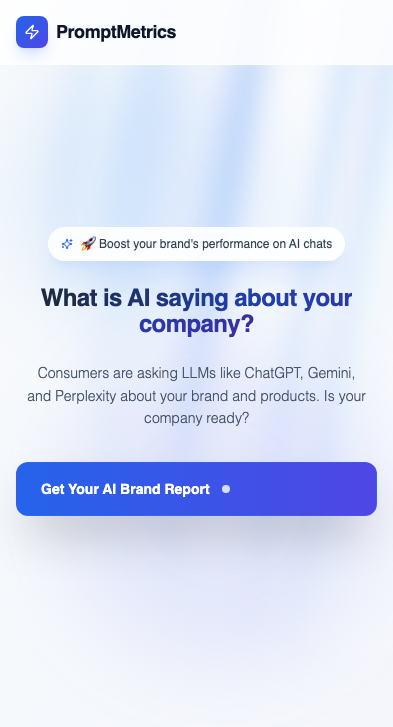 PromptMetrics
🚀 Boost your brand's performance on AI chats
What is AI saying about your
company?
Consumers are asking LLMs like ChatGPT, Gemini,
and Perplexity about your brand and products. Is your
company ready?
Get Your AI Brand Report